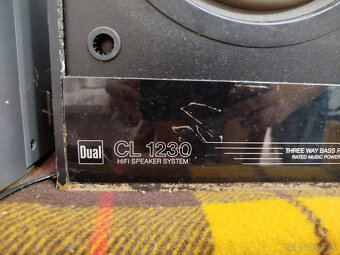 Dual
CL 1230
HIFI SPEAKER SYSTEM
THREE WAY BASS R
RATED MUSIC POWER